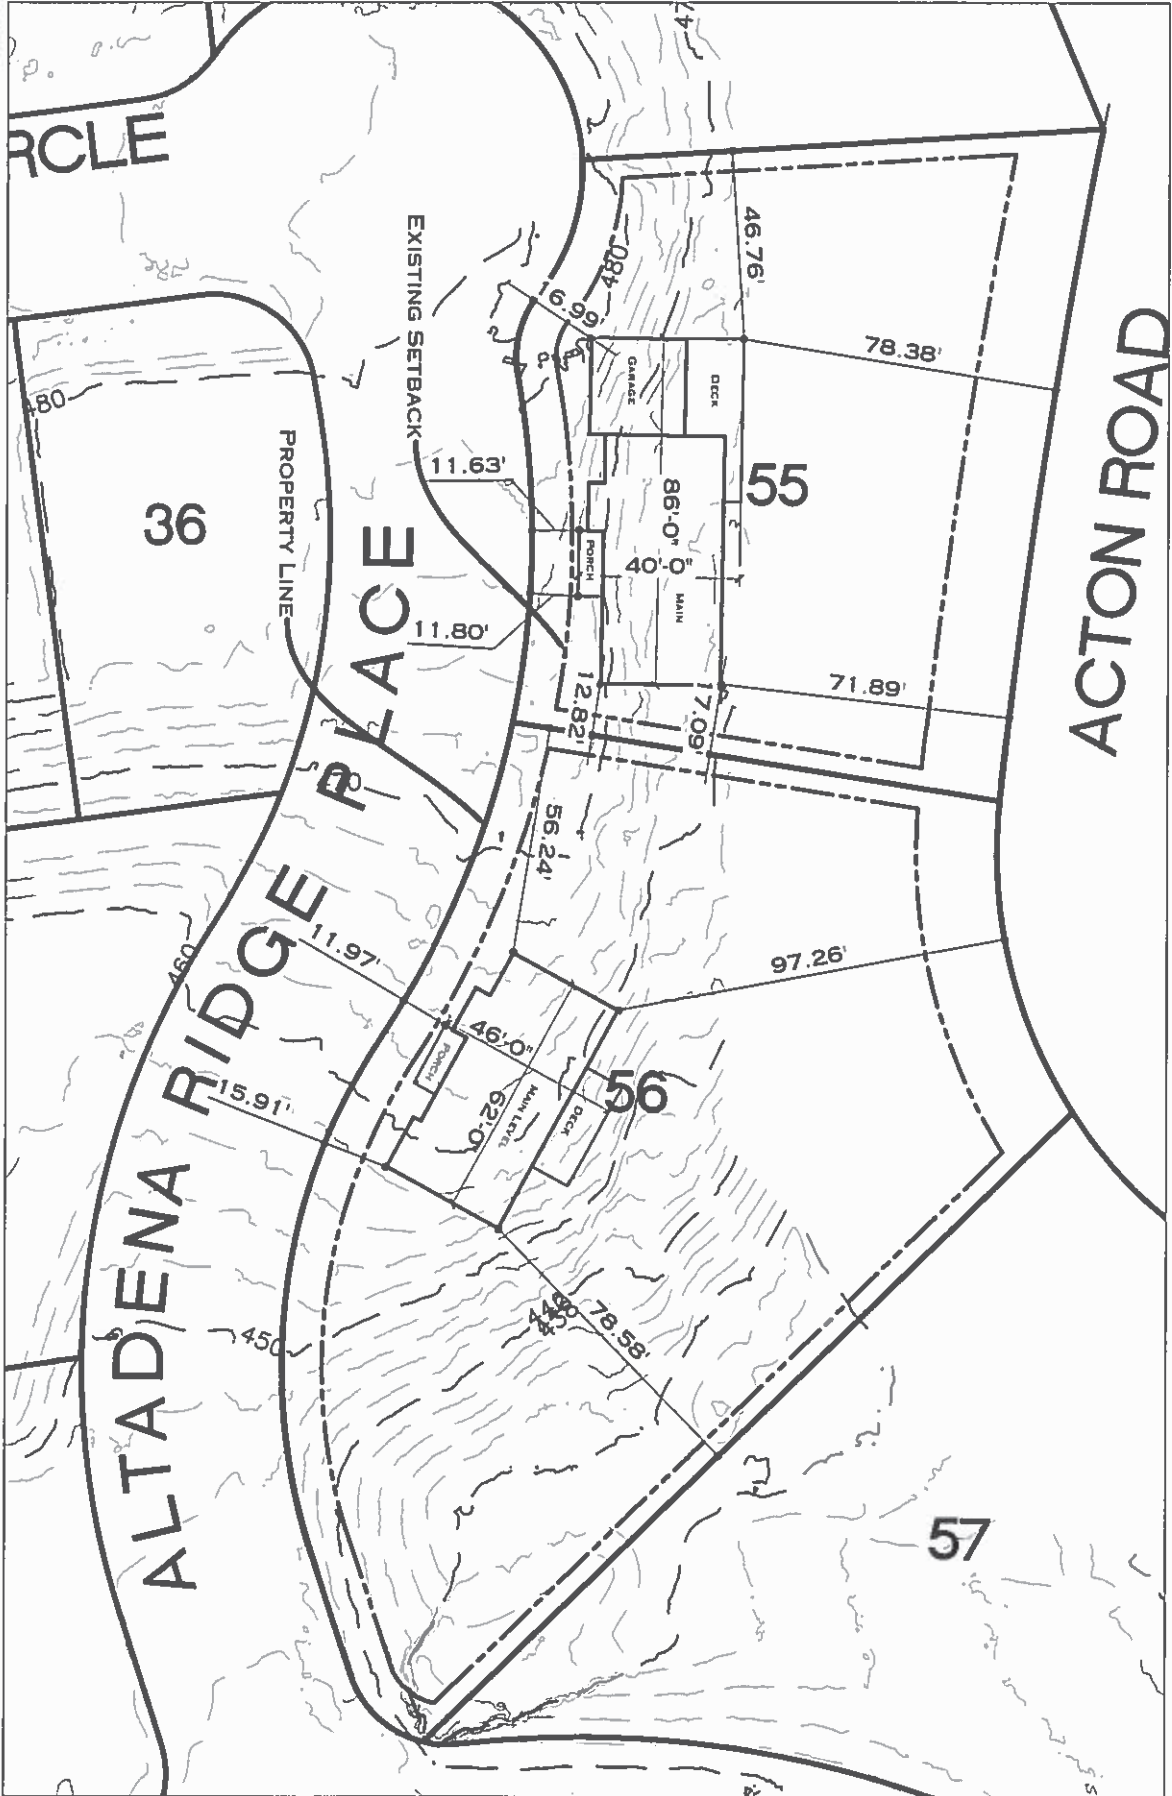 47
RCLE
ACTON ROAD
EXISTING SETBACK
46.76'
480
16.99'
78.38'
GARAGE
DECK
480
PROPERTY LINE
11.63'
55
36
86'-0"
40'-0"
PORCH
MAIN
11.80'
71.89'
12.82'
17.09'
ALTADENA RIDGE PLACE
470
56.24'
11.97'
460
97.26'
46'-0"
PORCH
56
15.91'
62'-0"
MAIN LEVEL
DECK
450
78.58'
57